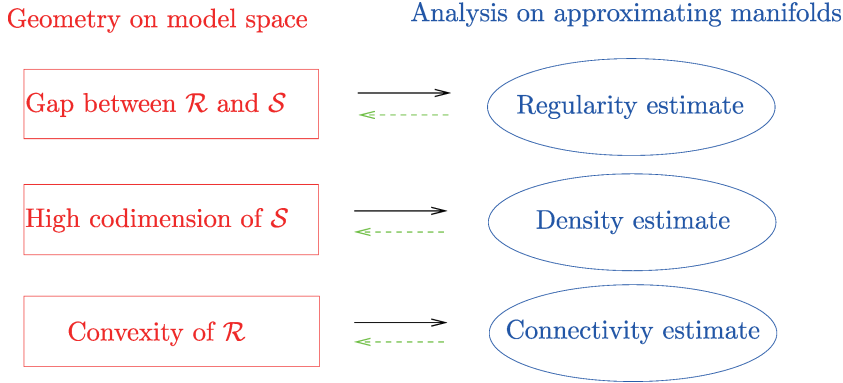 Geometry on model space
Analysis on approximating manifolds
Gap between ℛ and 𝒮
Regularity estimate
High codimension of 𝒮
Density estimate
Convexity of ℛ
Connectivity estimate